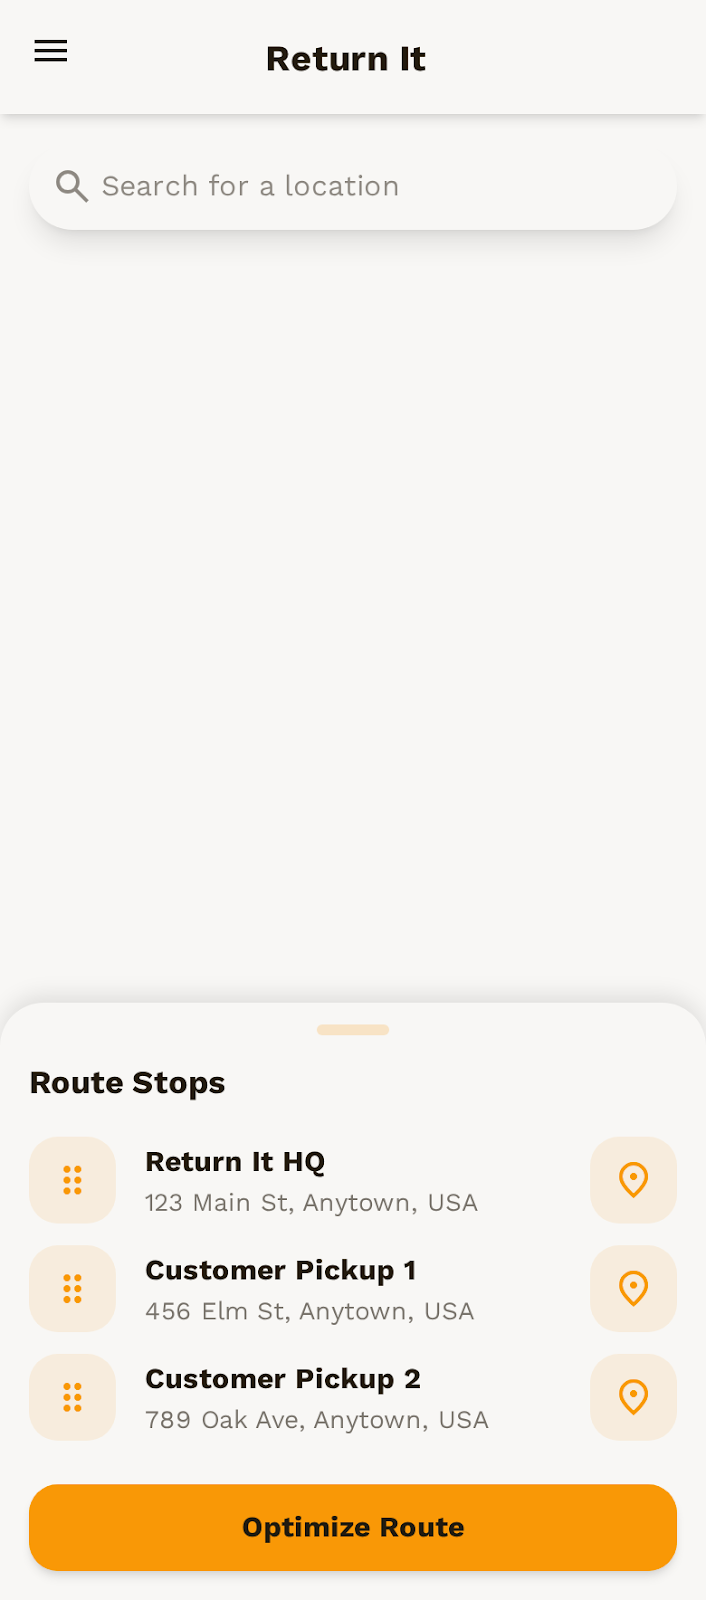 Return It
Search for a location
Route Stops
Return It HQ
123 Main St, Anytown, USA
Customer Pickup 1
456 Elm St, Anytown, USA
Customer Pickup 2
789 Oak Ave, Anytown, USA
Optimize Route